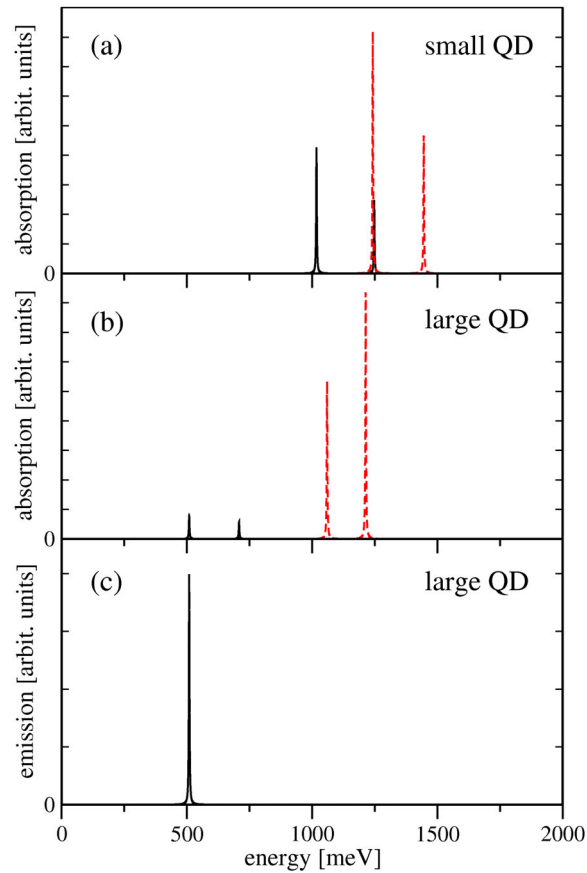 (a)
small QD
absorption [arbit. units]
0
(b)
large QD
absorption [arbit. units]
0
(c)
large QD
emission [arbit. units]
0
0 500 1000 1500 2000
energy [meV]